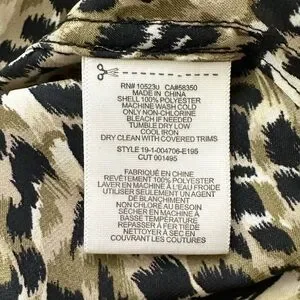 RN# 10523U CA#58350
MADE IN CHINA
SHELL 100% POLYESTER
MACHINE WASH COLD
ONLY NON-CHLORINE
BLEACH IF NEEDED
TUMBLE DRY LOW
COOL IRON
DRY CLEAN WITH COVERED TRIMS
STYLE 19-1-004706-E195
CUT 001495
FABRIQUÉ EN CHINE
REVÊTEMENT 100% POLYESTER
LAVER EN MACHINE À L'EAU FROIDE
UTILISER SEULEMENT UN AGENT
DE BLANCHIMENT
NON CHLORÉ AU BESOIN
SÉCHER EN MACHINE À
BASSE TEMPÉRATURE
REPASSER À FER TIÈDE
NETTOYAGE À SEC EN
COUVRANT LES COUTURES